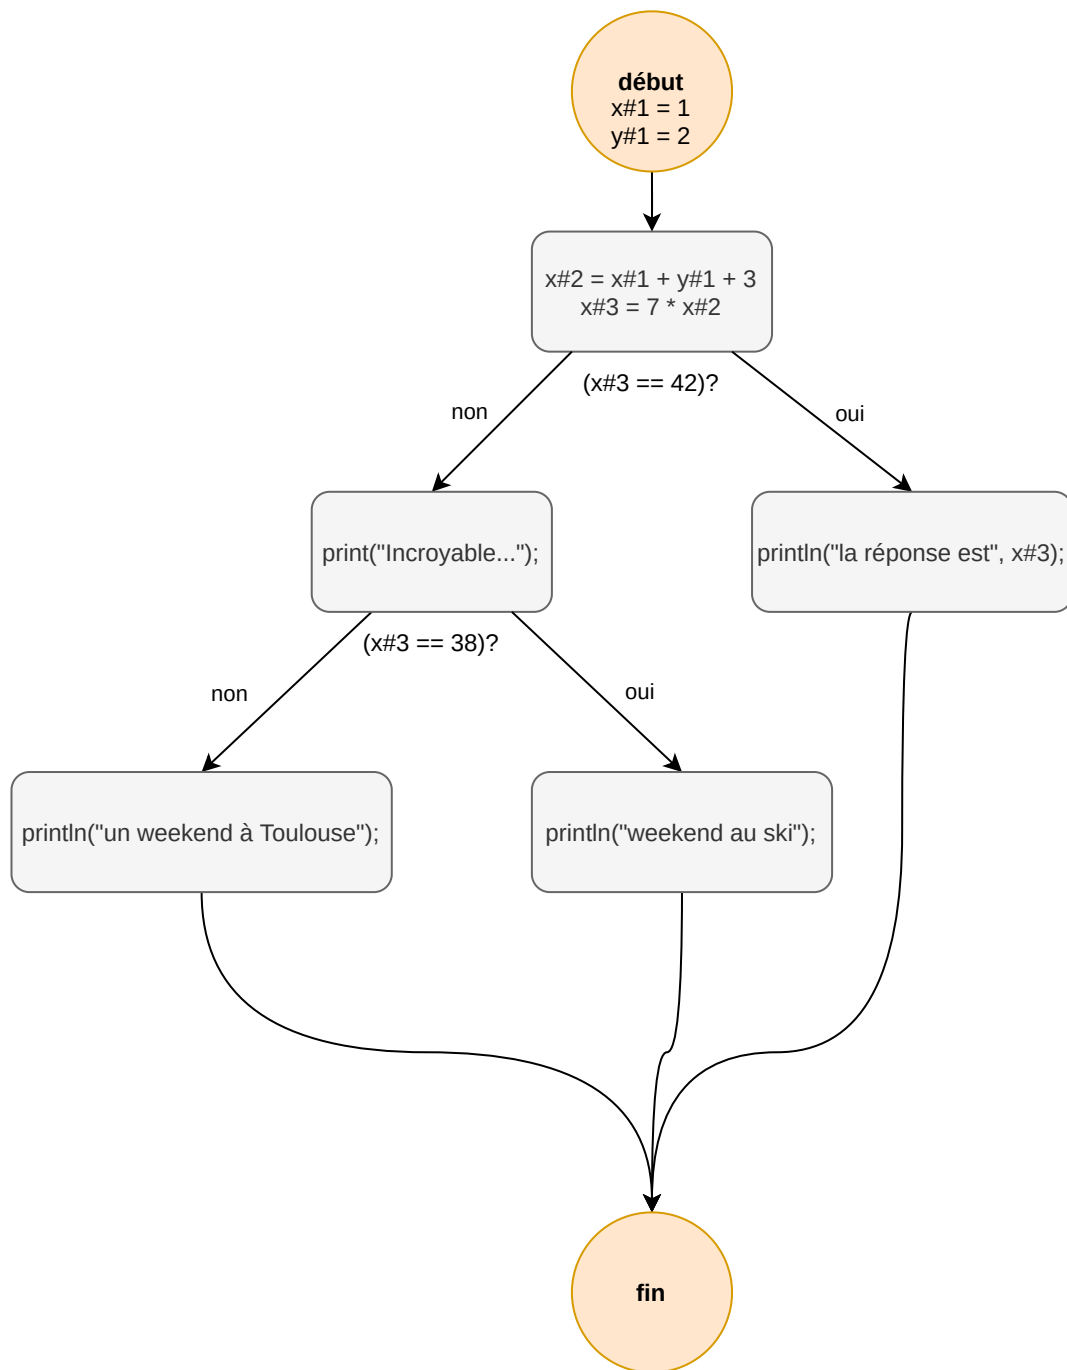 début
x#1 = 1
y#1 = 2
x#2 = x#1 + y#1 + 3
x#3 = 7 * x#2
(x#3 == 42)?
non
oui
print("Incroyable...");
println("la réponse est", x#3);
(x#3 == 38)?
non
oui
println("un weekend à Toulouse");
println("weekend au ski");
fin